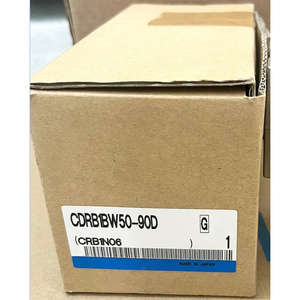 CDRB1BW50-90D G
(CRB1N06 ) 1
MADE IN JAPAN